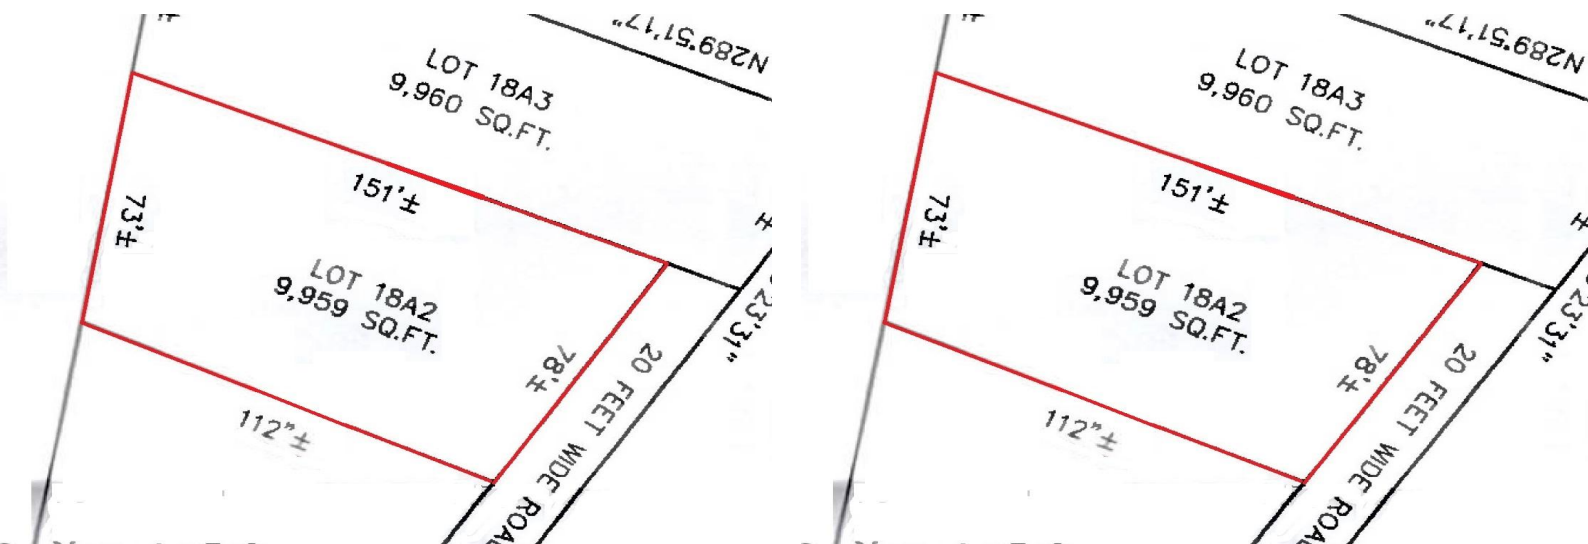 N289°51'17"
LOT 18A3
9,960 SQ.FT.
151'±
73'±
LOT 18A2
9,959 SQ.FT.
78'±
112"±
20 FEET WIDE ROA
23'31"
N289°51'17"
LOT 18A3
9,960 SQ.FT.
151'±
73'±
LOT 18A2
9,959 SQ.FT.
78'±
112"±
20 FEET WIDE ROA
23'31"